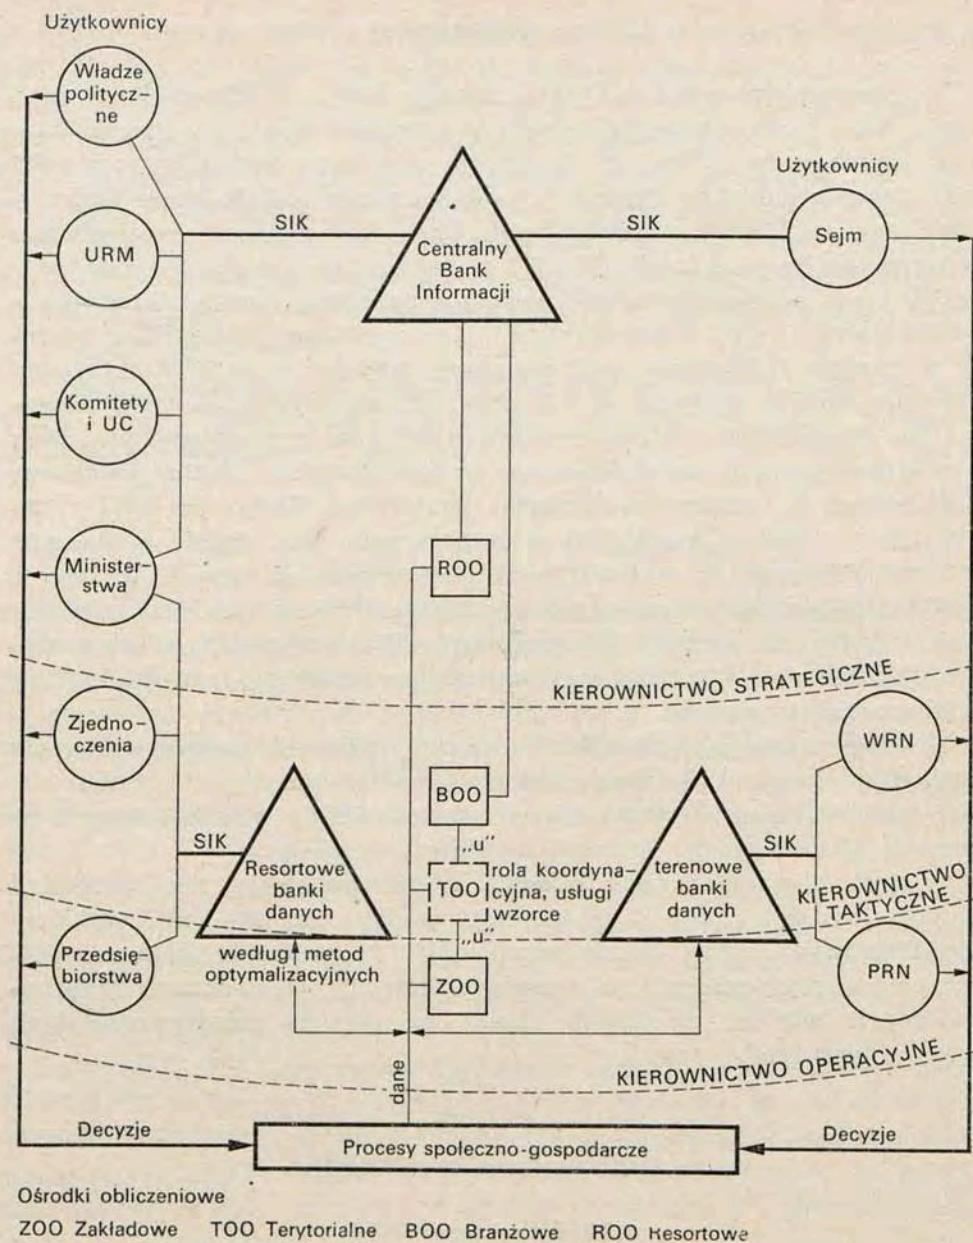 Użytkownicy
Władze
politycz-
ne
URM
Komitety
i UC
Minister-
stwa
Zjedno-
czenia
Przedsię-
biorstwa
SIK
Centralny
Bank
Informacji
SIK
Użytkownicy
Sejm
ROO
KIEROWNICTWO STRATEGICZNE
WRN
BOO
„u"
SIK
Resortowe
banki
danych
TOO
rola koordyna-
cyjna, usługi
wzorce
terenowe
banki
danych
SIK
KIEROWNICTWO
TAKTYCZNE
„u"
według metod
optymalizacyjnych
ZOO
PRN
dane
KIEROWNICTWO OPERACYJNE
Decyzje
Procesy społeczno-gospodarcze
Decyzje
Ośrodki obliczeniowe
ZOO Zakładowe TOO Terytorialne BOO Branżowe ROO Resortowe